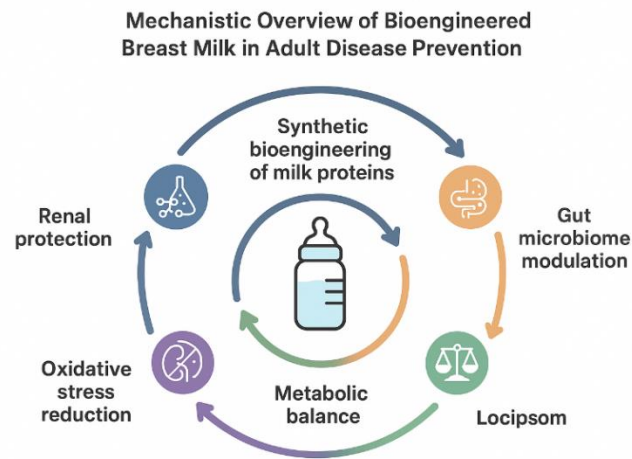 Mechanistic Overview of Bioengineered
Breast Milk in Adult Disease Prevention
Synthetic
bioengineering
of milk proteins
Renal
protection
Gut
microbiome
modulation
Oxidative
stress
reduction
Metabolic
balance
Locipsom